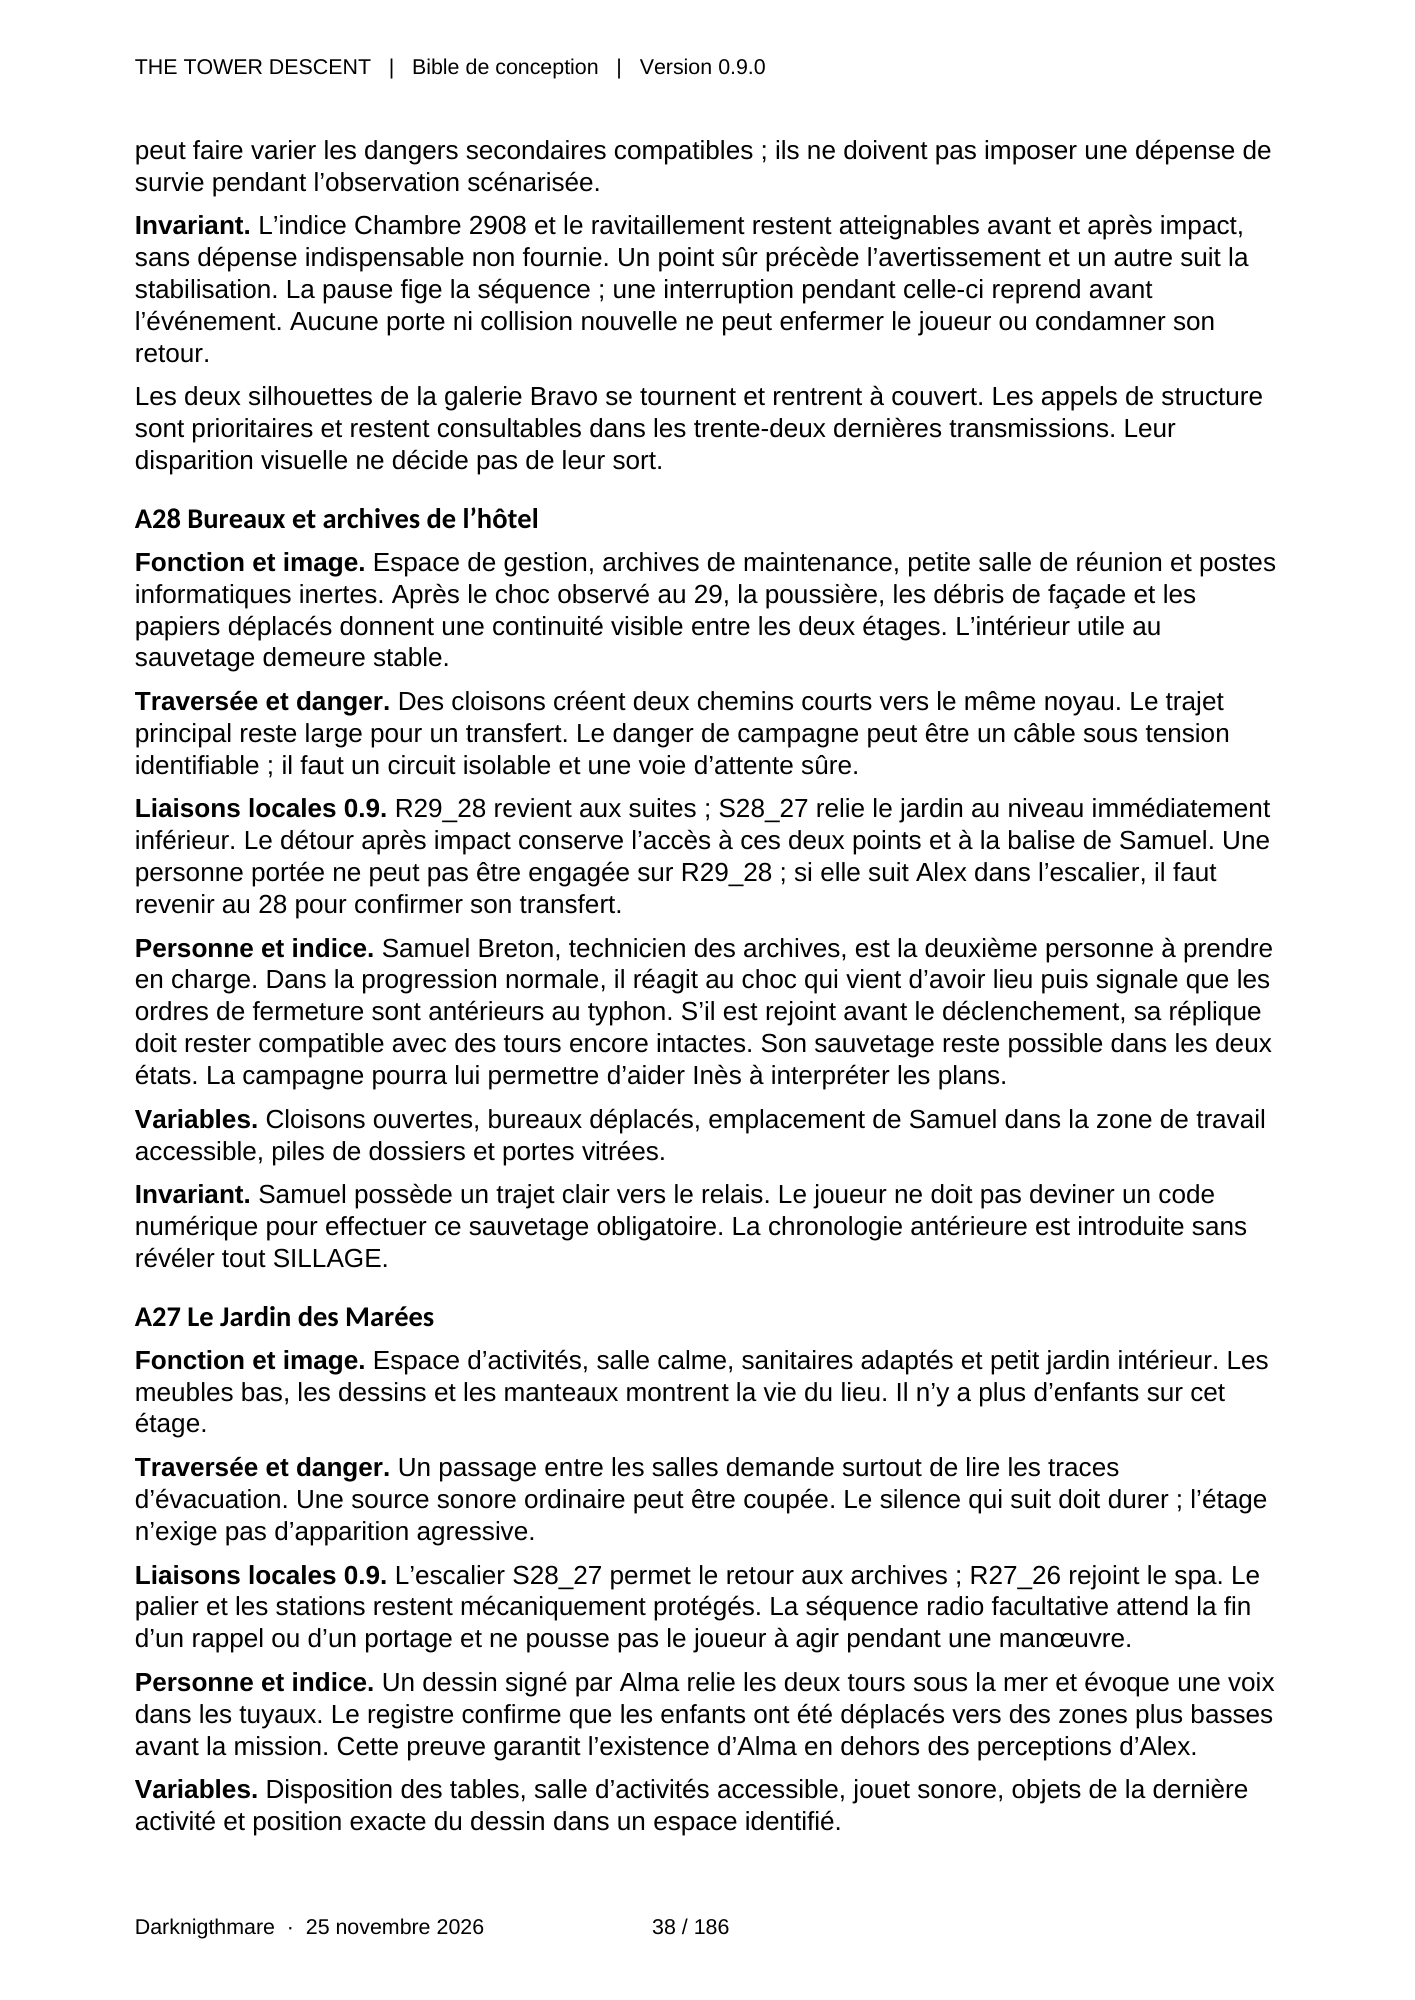 THE TOWER DESCENT | Bible de conception | Version 0.9.0
peut faire varier les dangers secondaires compatibles ; ils ne doivent pas imposer une dépense de
survie pendant l’observation scénarisée.
Invariant. L’indice Chambre 2908 et le ravitaillement restent atteignables avant et après impact,
sans dépense indispensable non fournie. Un point sûr précède l’avertissement et un autre suit la
stabilisation. La pause fige la séquence ; une interruption pendant celle-ci reprend avant
l’événement. Aucune porte ni collision nouvelle ne peut enfermer le joueur ou condamner son
retour.
Les deux silhouettes de la galerie Bravo se tournent et rentrent à couvert. Les appels de structure
sont prioritaires et restent consultables dans les trente-deux dernières transmissions. Leur
disparition visuelle ne décide pas de leur sort.
A28 Bureaux et archives de l’hôtel
Fonction et image. Espace de gestion, archives de maintenance, petite salle de réunion et postes
informatiques inertes. Après le choc observé au 29, la poussière, les débris de façade et les
papiers déplacés donnent une continuité visible entre les deux étages. L’intérieur utile au
sauvetage demeure stable.
Traversée et danger. Des cloisons créent deux chemins courts vers le même noyau. Le trajet
principal reste large pour un transfert. Le danger de campagne peut être un câble sous tension
identifiable ; il faut un circuit isolable et une voie d’attente sûre.
Liaisons locales 0.9. R29_28 revient aux suites ; S28_27 relie le jardin au niveau immédiatement
inférieur. Le détour après impact conserve l’accès à ces deux points et à la balise de Samuel. Une
personne portée ne peut pas être engagée sur R29_28 ; si elle suit Alex dans l’escalier, il faut
revenir au 28 pour confirmer son transfert.
Personne et indice. Samuel Breton, technicien des archives, est la deuxième personne à prendre
en charge. Dans la progression normale, il réagit au choc qui vient d’avoir lieu puis signale que les
ordres de fermeture sont antérieurs au typhon. S’il est rejoint avant le déclenchement, sa réplique
doit rester compatible avec des tours encore intactes. Son sauvetage reste possible dans les deux
états. La campagne pourra lui permettre d’aider Inès à interpréter les plans.
Variables. Cloisons ouvertes, bureaux déplacés, emplacement de Samuel dans la zone de travail
accessible, piles de dossiers et portes vitrées.
Invariant. Samuel possède un trajet clair vers le relais. Le joueur ne doit pas deviner un code
numérique pour effectuer ce sauvetage obligatoire. La chronologie antérieure est introduite sans
révéler tout SILLAGE.
A27 Le Jardin des Marées
Fonction et image. Espace d’activités, salle calme, sanitaires adaptés et petit jardin intérieur. Les
meubles bas, les dessins et les manteaux montrent la vie du lieu. Il n’y a plus d’enfants sur cet
étage.
Traversée et danger. Un passage entre les salles demande surtout de lire les traces
d’évacuation. Une source sonore ordinaire peut être coupée. Le silence qui suit doit durer ; l’étage
n’exige pas d’apparition agressive.
Liaisons locales 0.9. L’escalier S28_27 permet le retour aux archives ; R27_26 rejoint le spa. Le
palier et les stations restent mécaniquement protégés. La séquence radio facultative attend la fin
d’un rappel ou d’un portage et ne pousse pas le joueur à agir pendant une manœuvre.
Personne et indice. Un dessin signé par Alma relie les deux tours sous la mer et évoque une voix
dans les tuyaux. Le registre confirme que les enfants ont été déplacés vers des zones plus basses
avant la mission. Cette preuve garantit l’existence d’Alma en dehors des perceptions d’Alex.
Variables. Disposition des tables, salle d’activités accessible, jouet sonore, objets de la dernière
activité et position exacte du dessin dans un espace identifié.
Darknigthmare · 25 novembre 2026 38 / 186